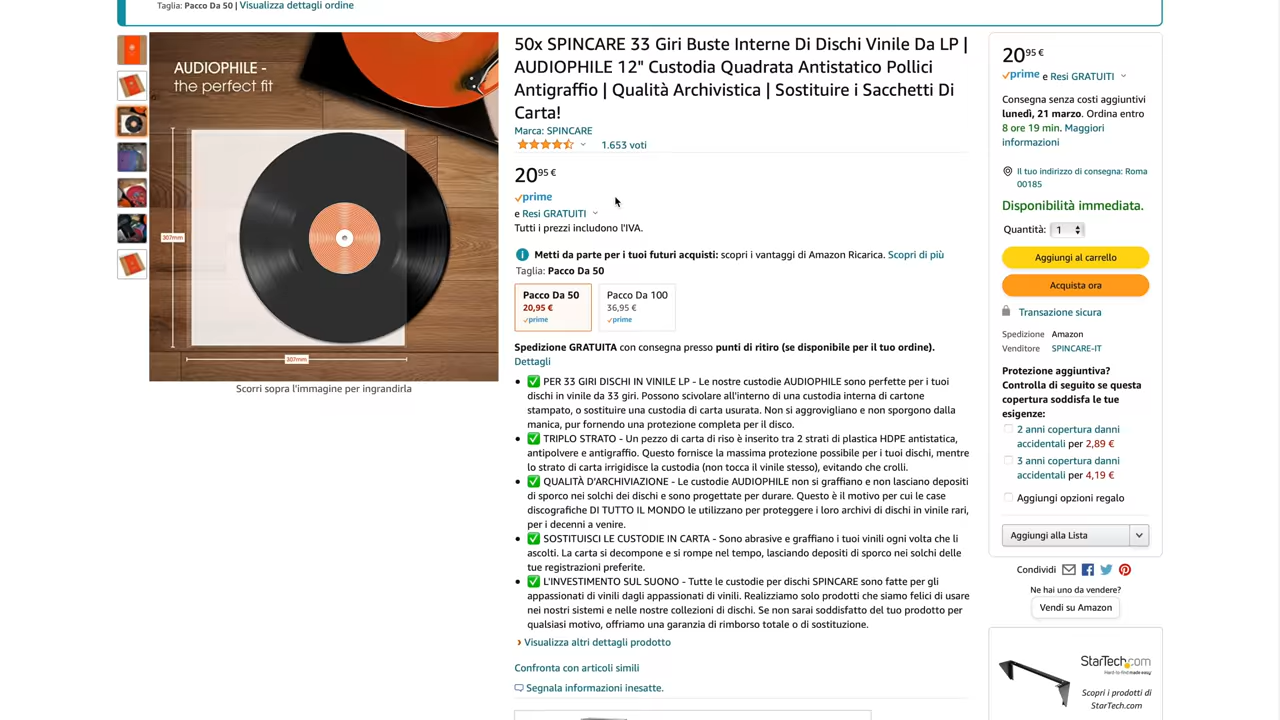 Taglia: Pacco Da 50 | Visualizza dettagli ordine
AUDIOPHILE -
the perfect fit
307mm
307mm
Scorri sopra l'immagine per ingrandirla
50x SPINCARE 33 Giri Buste Interne Di Dischi Vinile Da LP |
AUDIOPHILE 12" Custodia Quadrata Antistatico Pollici
Antigraffio | Qualità Archivistica | Sostituire i Sacchetti Di
Carta!
Marca: SPINCARE
1.653 voti
20 95 €
prime
e Resi GRATUITI
Tutti i prezzi includono l'IVA.
Metti da parte per i tuoi futuri acquisti: scopri i vantaggi di Amazon Ricarica. Scopri di più
Taglia: Pacco Da 50
Pacco Da 50
20,95 €
prime
Pacco Da 100
36,95 €
prime
Spedizione GRATUITA con consegna presso punti di ritiro (se disponibile per il tuo ordine).
Dettagli
• ✅ PER 33 GIRI DISCHI IN VINILE LP - Le nostre custodie AUDIOPHILE sono perfette per i tuoi
dischi in vinile da 33 giri. Possono scivolare all'interno di una custodia interna di cartone
stampato, o sostituire una custodia di carta usurata. Non si aggrovigliano e non sporgono dalla
manica, pur fornendo una protezione completa per il disco.
• ✅ TRIPLO STRATO - Un pezzo di carta di riso è inserito tra 2 strati di plastica HDPE antistatica,
antipolvere e antigraffio. Questo fornisce la massima protezione possibile per i tuoi dischi, mentre
lo strato di carta irrigidisce la custodia (non tocca il vinile stesso), evitando che crolli.
• ✅ QUALITÀ D'ARCHIVIAZIONE - Le custodie AUDIOPHILE non si graffiano e non lasciano depositi
di sporco nei solchi dei dischi e sono progettate per durare. Questo è il motivo per cui le case
discografiche DI TUTTO IL MONDO le utilizzano per proteggere i loro archivi di dischi in vinile rari,
per i decenni a venire.
• ✅ SOSTITUISCI LE CUSTODIE IN CARTA - Sono abrasive e graffiano i tuoi vinili ogni volta che li
ascolti. La carta si decompone e si rompe nel tempo, lasciando depositi di sporco nei solchi delle
tue registrazioni preferite.
• ✅ L'INVESTIMENTO SUL SUONO - Tutte le custodie per dischi SPINCARE sono fatte per gli
appassionati di vinili dagli appassionati di vinili. Realizziamo solo prodotti che siamo felici di usare
nei nostri sistemi e nelle nostre collezioni di dischi. Se non sarai soddisfatto del tuo prodotto per
qualsiasi motivo, offriamo una garanzia di rimborso totale o di sostituzione.
› Visualizza altri dettagli prodotto
Confronta con articoli simili
Segnala informazioni inesatte.
20 95 €
prime e Resi GRATUITI
Consegna senza costi aggiuntivi
lunedì, 21 marzo. Ordina entro
8 ore 19 min. Maggiori
informazioni
Il tuo indirizzo di consegna: Roma
00185
Disponibilità immediata.
Quantità: 1
Aggiungi al carrello
Acquista ora
Transazione sicura
Spedizione Amazon
Venditore SPINCARE-IT
Protezione aggiuntiva?
Controlla di seguito se questa
copertura soddisfa le tue
esigenze:
2 anni copertura danni
accidentali per 2,89 €
3 anni copertura danni
accidentali per 4,19 €
Aggiungi opzioni regalo
Aggiungi alla Lista
Condividi
Ne hai uno da vendere?
Vendi su Amazon
StarTech.com
Hard-to-find made easy
Scopri i prodotti di
StarTech.com